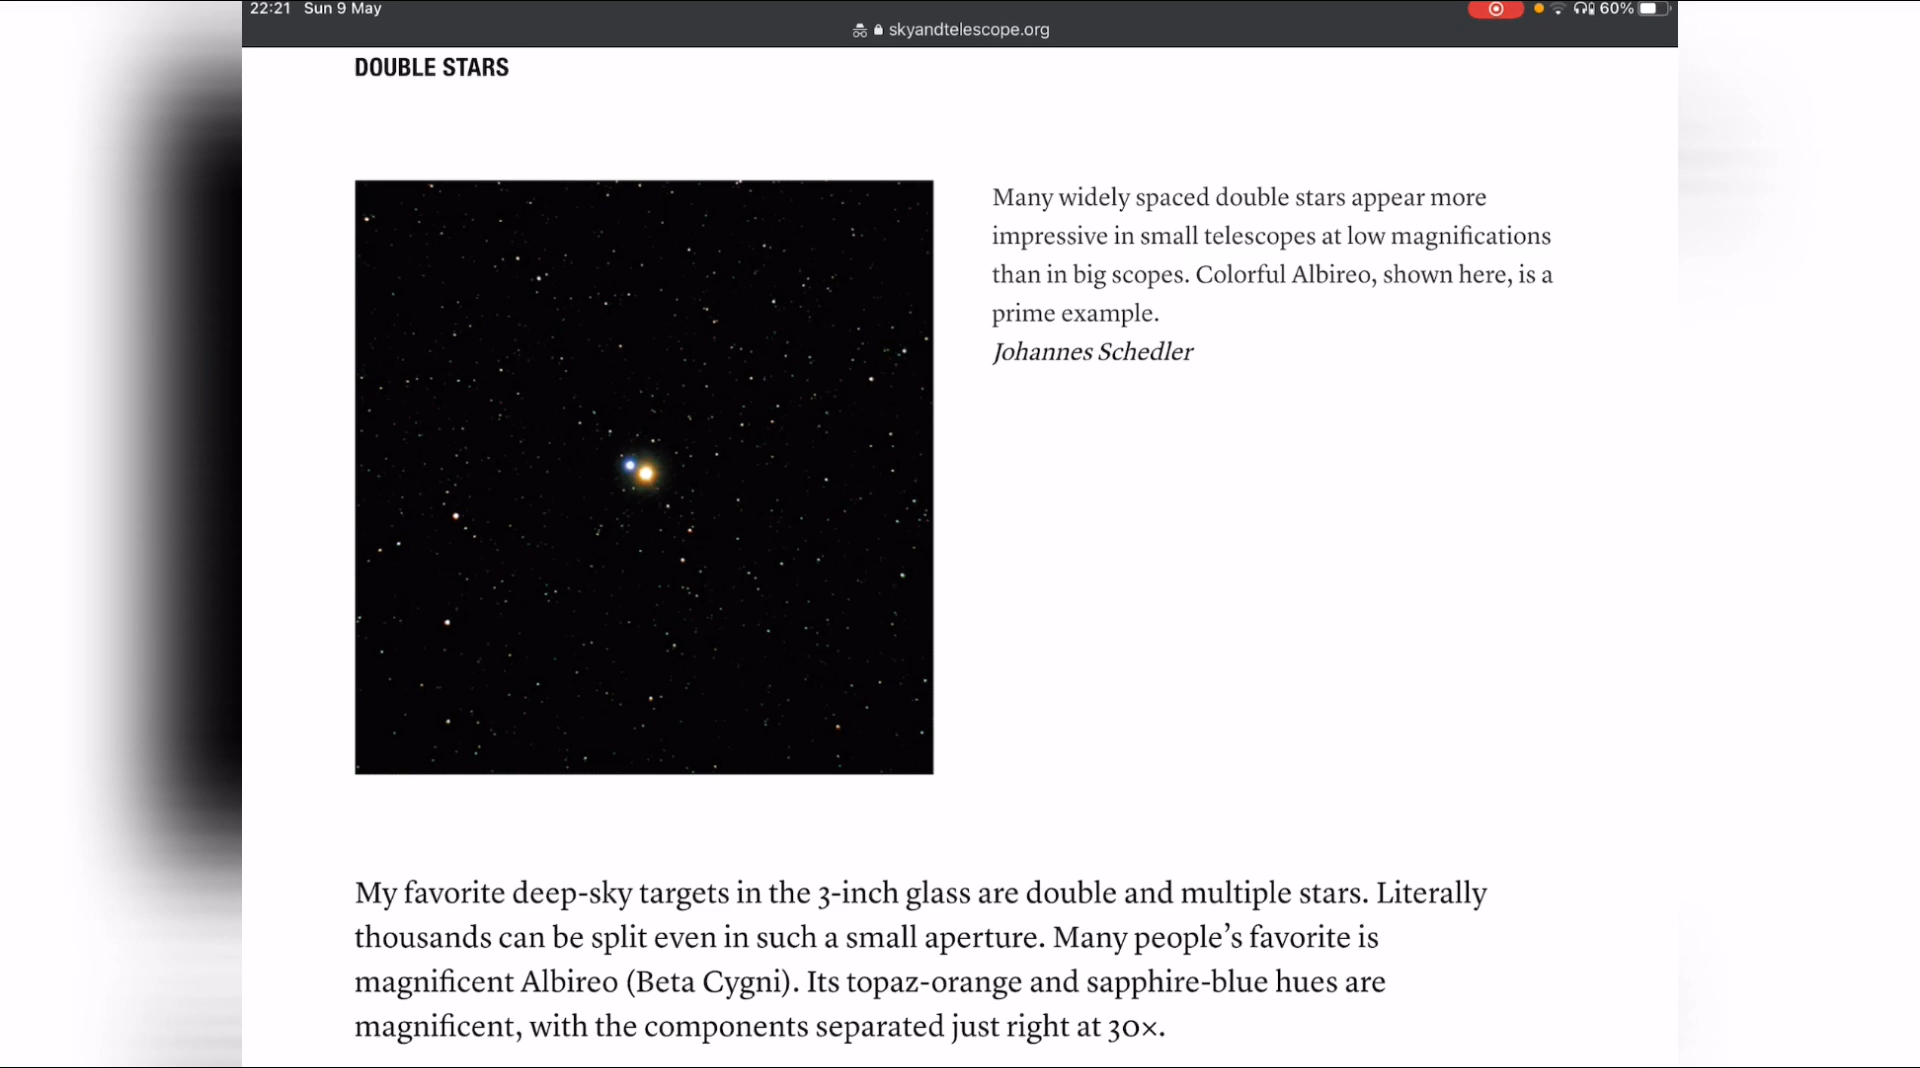 22:21 Sun 9 May
60%
skyandtelescope.org
DOUBLE STARS
Many widely spaced double stars appear more
impressive in small telescopes at low magnifications
than in big scopes. Colorful Albireo, shown here, is a
prime example.
Johannes Schedler
My favorite deep-sky targets in the 3-inch glass are double and multiple stars. Literally
thousands can be split even in such a small aperture. Many people’s favorite is
magnificent Albireo (Beta Cygni). Its topaz-orange and sapphire-blue hues are
magnificent, with the components separated just right at 30×.